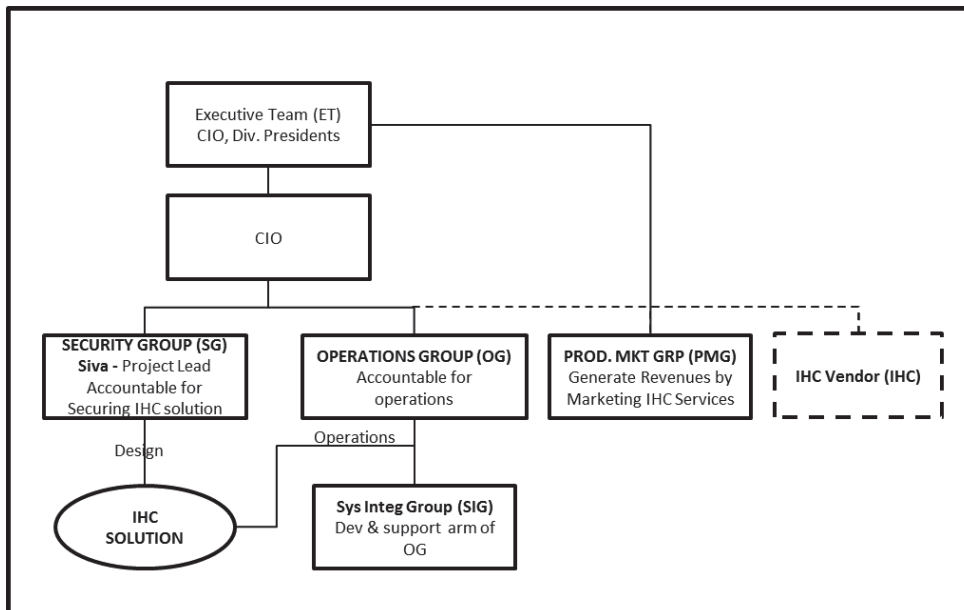 Executive Team (ET)
CIO, Div. Presidents
CIO
SECURITY GROUP (SG)
Siva - Project Lead
Accountable for
Securing IHC solution
OPERATIONS GROUP (OG)
Accountable for
operations
PROD. MKT GRP (PMG)
Generate Revenues by
Marketing IHC Services
IHC Vendor (IHC)
Design
Operations
IHC
SOLUTION
Sys Integ Group (SIG)
Dev & support arm of
OG